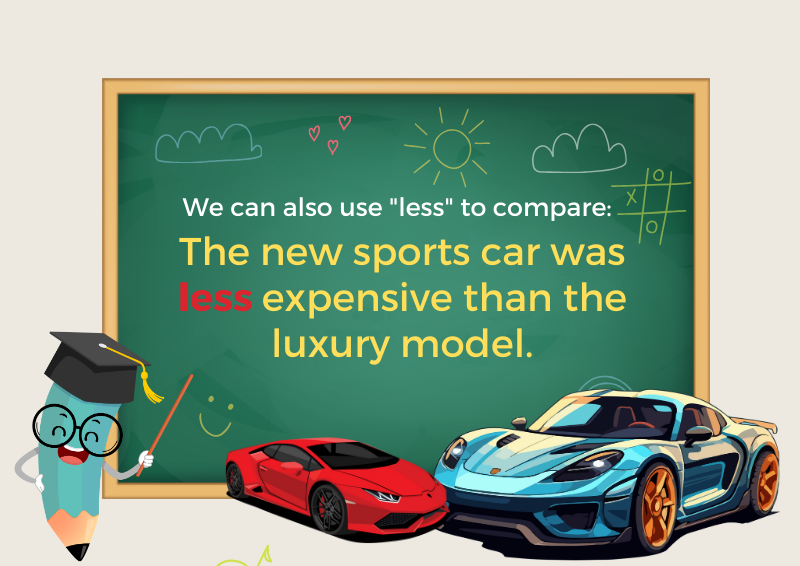 We can also use "less" to compare:
The new sports car was
less expensive than the
luxury model.